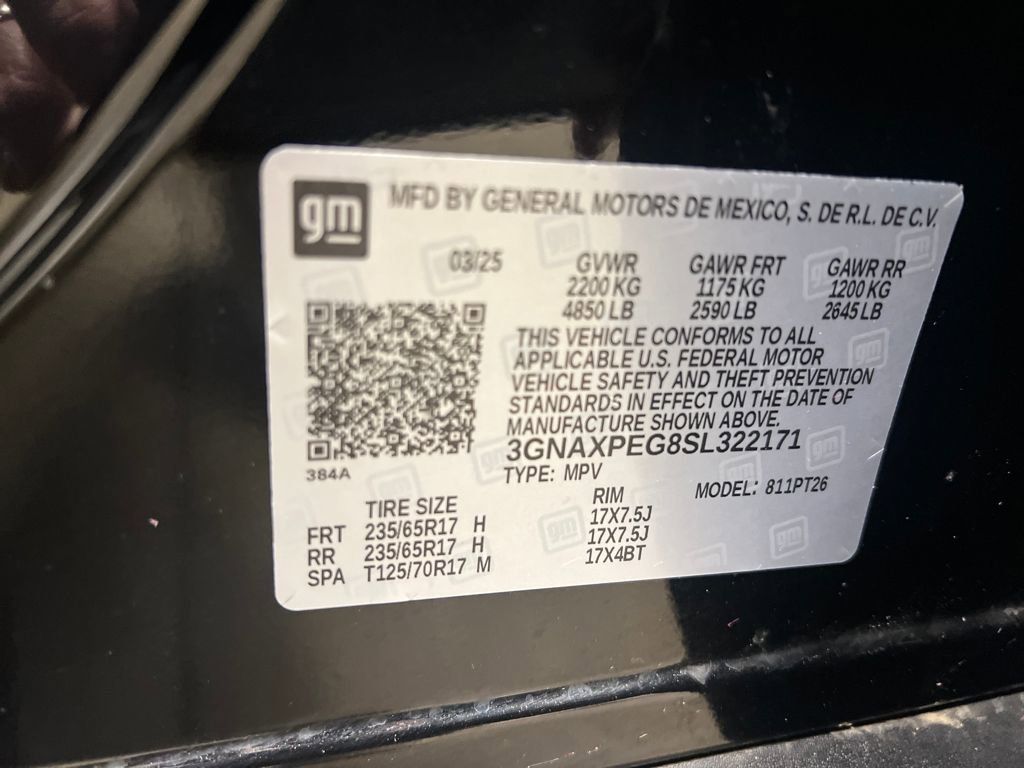 gm
MFD BY GENERAL MOTORS DE MEXICO, S. DE R.L. DE C.V.
03/25 GVWR GAWR FRT GAWR RR
2200 KG 1175 KG 1200 KG
4850 LB 2590 LB 2645 LB
THIS VEHICLE CONFORMS TO ALL
APPLICABLE U.S. FEDERAL MOTOR
VEHICLE SAFETY AND THEFT PREVENTION
STANDARDS IN EFFECT ON THE DATE OF
MANUFACTURE SHOWN ABOVE.
3GNAXPEG8SL322171
384A
TYPE: MPV MODEL: 811PT26
TIRE SIZE RIM
FRT 235/65R17 H 17X7.5J
RR 235/65R17 H 17X7.5J
SPA T125/70R17 M 17X4BT